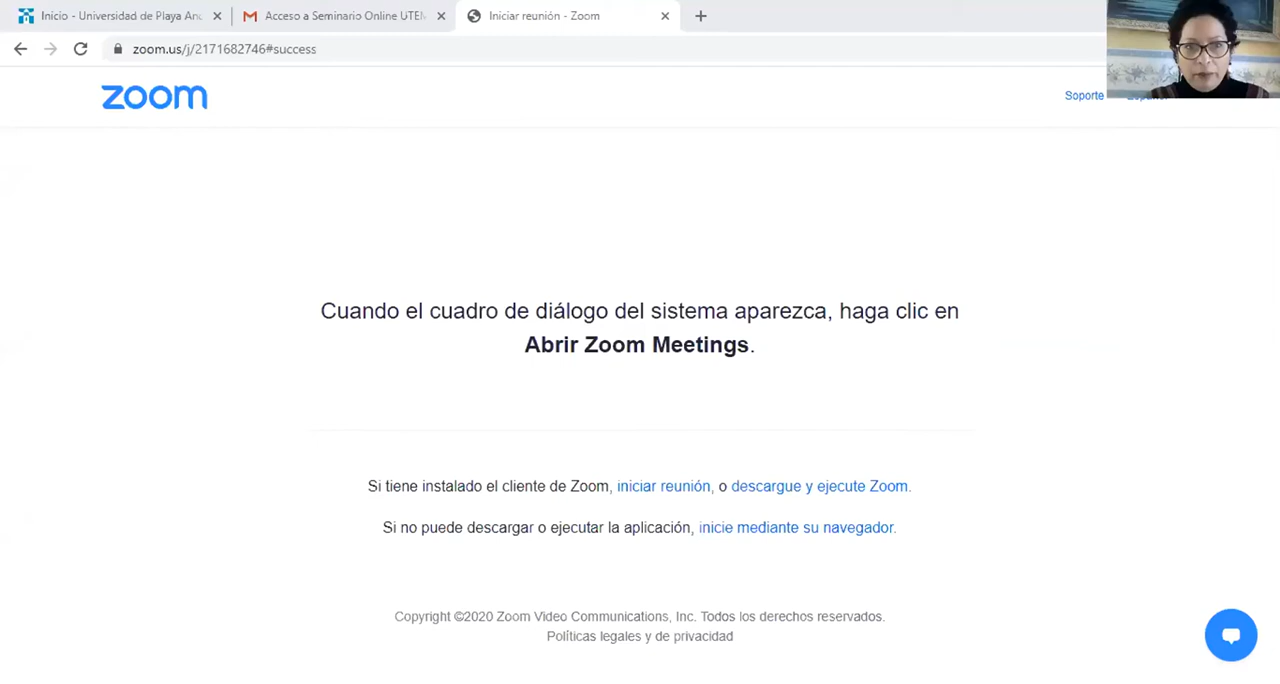 Inicio - Universidad de Playa Anc
Acceso a Seminario Online UTEM
Iniciar reunión - Zoom
zoom.us/j/2171682746#success
zoom
Soporte
Cuando el cuadro de diálogo del sistema aparezca, haga clic en
Abrir Zoom Meetings.
Si tiene instalado el cliente de Zoom, iniciar reunión, o descargue y ejecute Zoom.
Si no puede descargar o ejecutar la aplicación, inicie mediante su navegador.
Copyright ©2020 Zoom Video Communications, Inc. Todos los derechos reservados.
Políticas legales y de privacidad